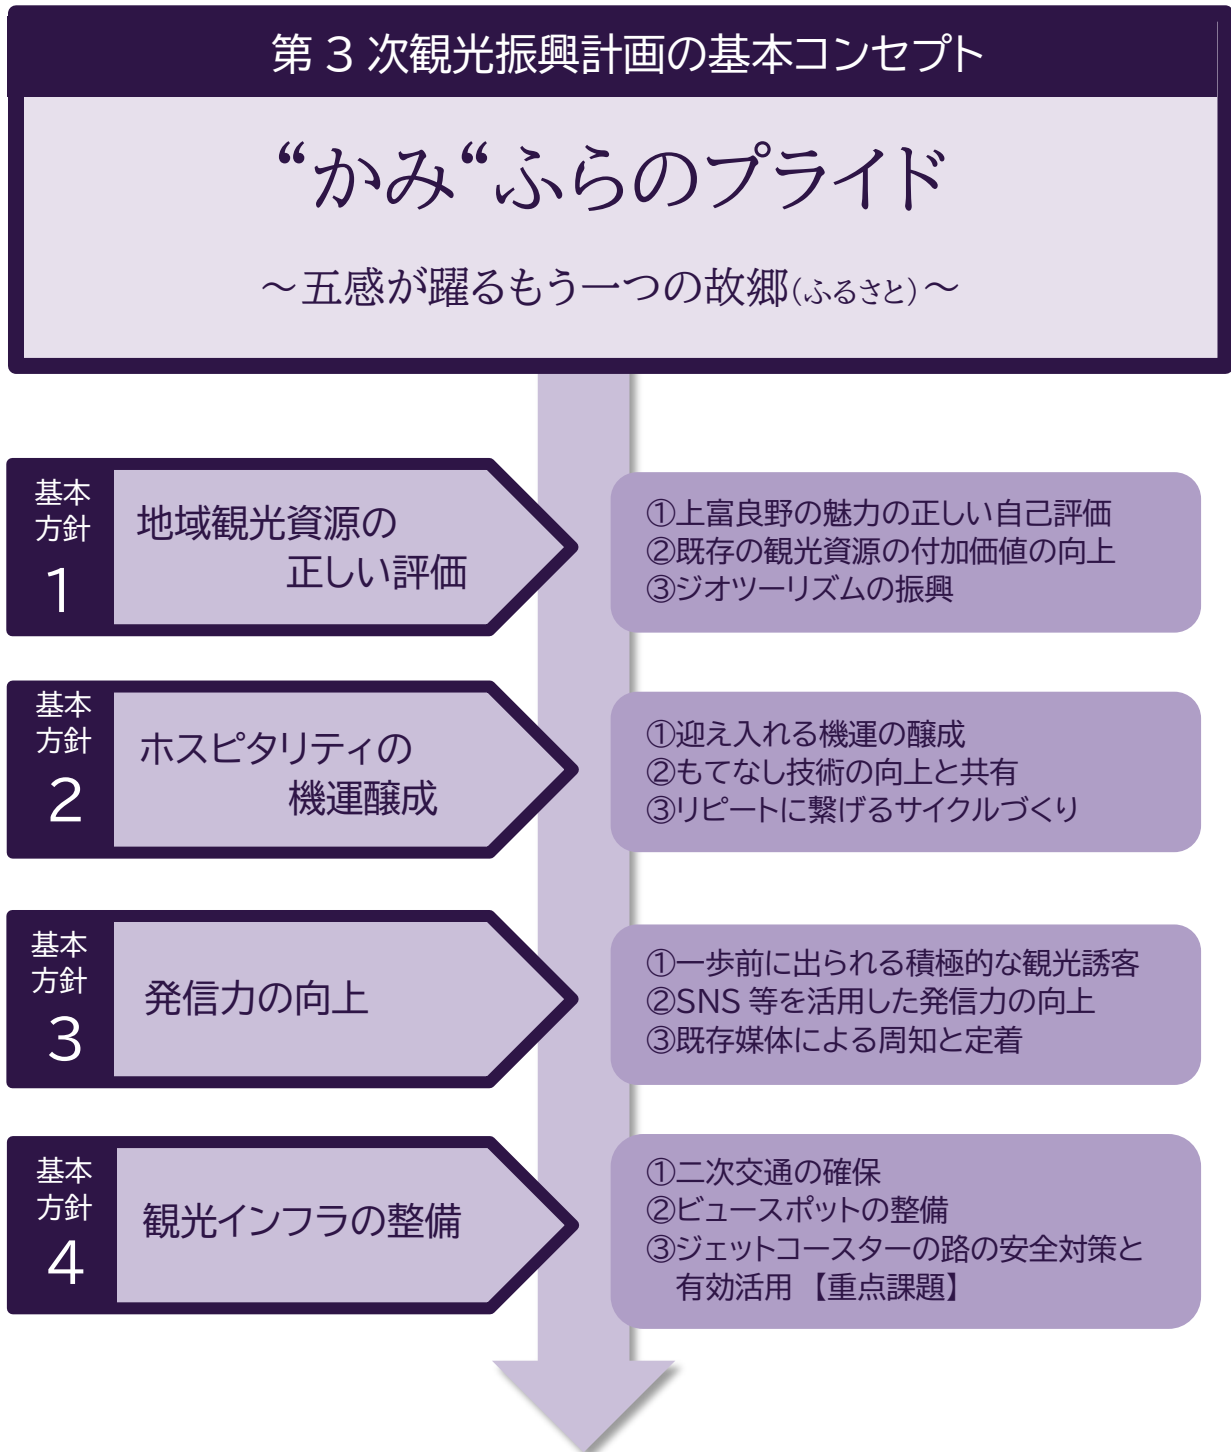 第3次観光振興計画の基本コンセプト
“かみ“ふらのプライド
～五感が躍るもう一つの故郷(ふるさと)～
基本
方針
1
地域観光資源の
正しい評価
①上富良野の魅力の正しい自己評価
②既存の観光資源の付加価値の向上
③ジオツーリズムの振興
基本
方針
2
ホスピタリティの
機運醸成
①迎え入れる機運の醸成
②もてなし技術の向上と共有
③リピートに繋げるサイクルづくり
基本
方針
3
発信力の向上
①一歩前に出られる積極的な観光誘客
②SNS 等を活用した発信力の向上
③既存媒体による周知と定着
基本
方針
4
観光インフラの整備
①二次交通の確保
②ビュースポットの整備
③ジェットコースターの路の安全対策と
有効活用 【重点課題】